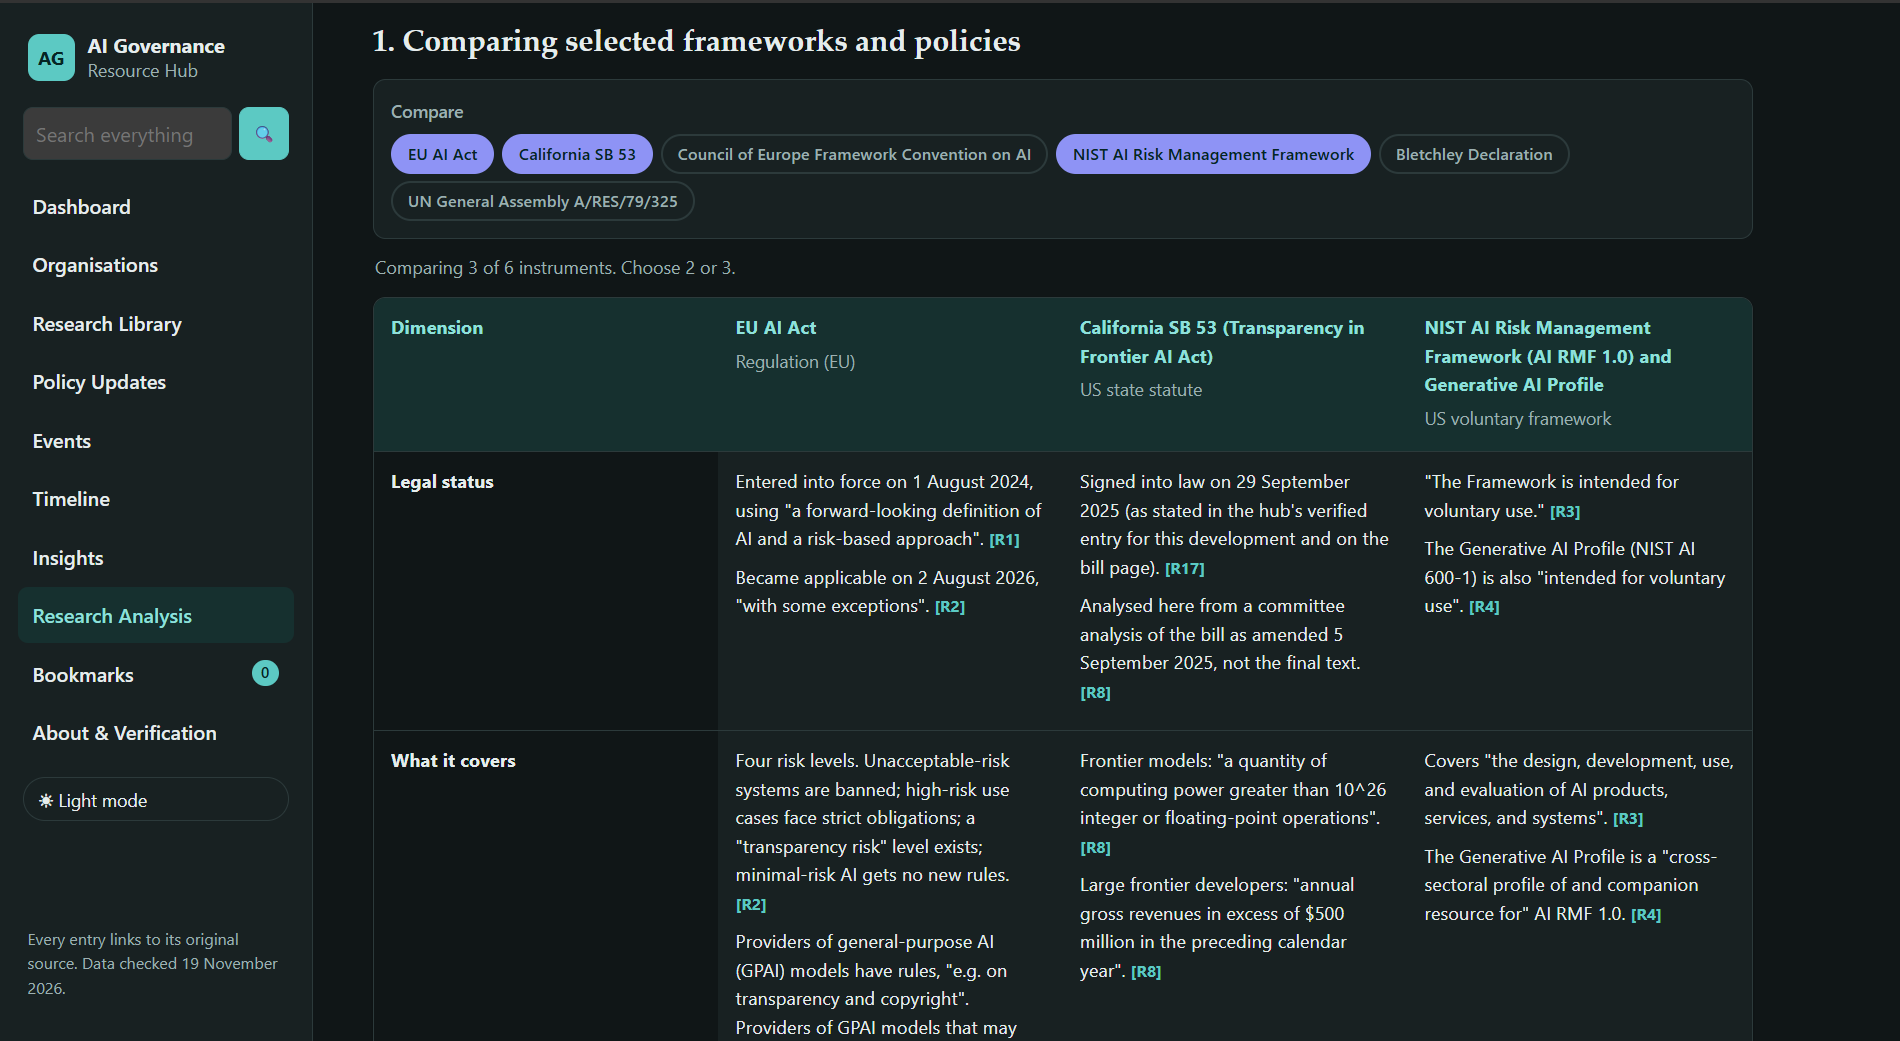 AG
AI Governance
Resource Hub
Search everything
Dashboard
Organisations
Research Library
Policy Updates
Events
Timeline
Insights
Research Analysis
Bookmarks
0
About & Verification
☀ Light mode
Every entry links to its original
source. Data checked 19 November
2026.
1. Comparing selected frameworks and policies
Compare
EU AI Act
California SB 53
Council of Europe Framework Convention on AI
NIST AI Risk Management Framework
Bletchley Declaration
UN General Assembly A/RES/79/325
Comparing 3 of 6 instruments. Choose 2 or 3.
Dimension
EU AI Act
Regulation (EU)
California SB 53 (Transparency in
Frontier AI Act)
US state statute
NIST AI Risk Management
Framework (AI RMF 1.0) and
Generative AI Profile
US voluntary framework
Legal status
Entered into force on 1 August 2024,
using "a forward-looking definition of
AI and a risk-based approach". [R1]
Became applicable on 2 August 2026,
"with some exceptions". [R2]
Signed into law on 29 September
2025 (as stated in the hub's verified
entry for this development and on the
bill page). [R17]
Analysed here from a committee
analysis of the bill as amended 5
September 2025, not the final text.
[R8]
"The Framework is intended for
voluntary use." [R3]
The Generative AI Profile (NIST AI
600-1) is also "intended for voluntary
use". [R4]
What it covers
Four risk levels. Unacceptable-risk
systems are banned; high-risk use
cases face strict obligations; a
"transparency risk" level exists;
minimal-risk AI gets no new rules.
[R2]
Providers of general-purpose AI
(GPAI) models have rules, "e.g. on
transparency and copyright".
Providers of GPAI models that may
Frontier models: "a quantity of
computing power greater than 10^26
integer or floating-point operations".
[R8]
Large frontier developers: "annual
gross revenues in excess of $500
million in the preceding calendar
year". [R8]
Covers "the design, development, use,
and evaluation of AI products,
services, and systems". [R3]
The Generative AI Profile is a "cross-
sectoral profile of and companion
resource for" AI RMF 1.0. [R4]